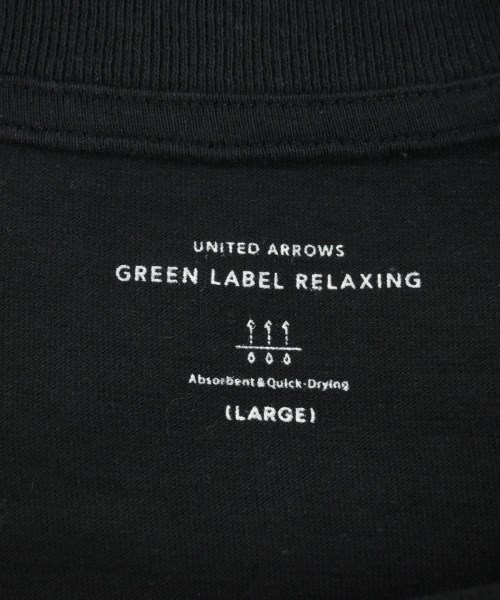 UNITED ARROWS
GREEN LABEL RELAXING
Absorbent & Quick-Drying
(LARGE)